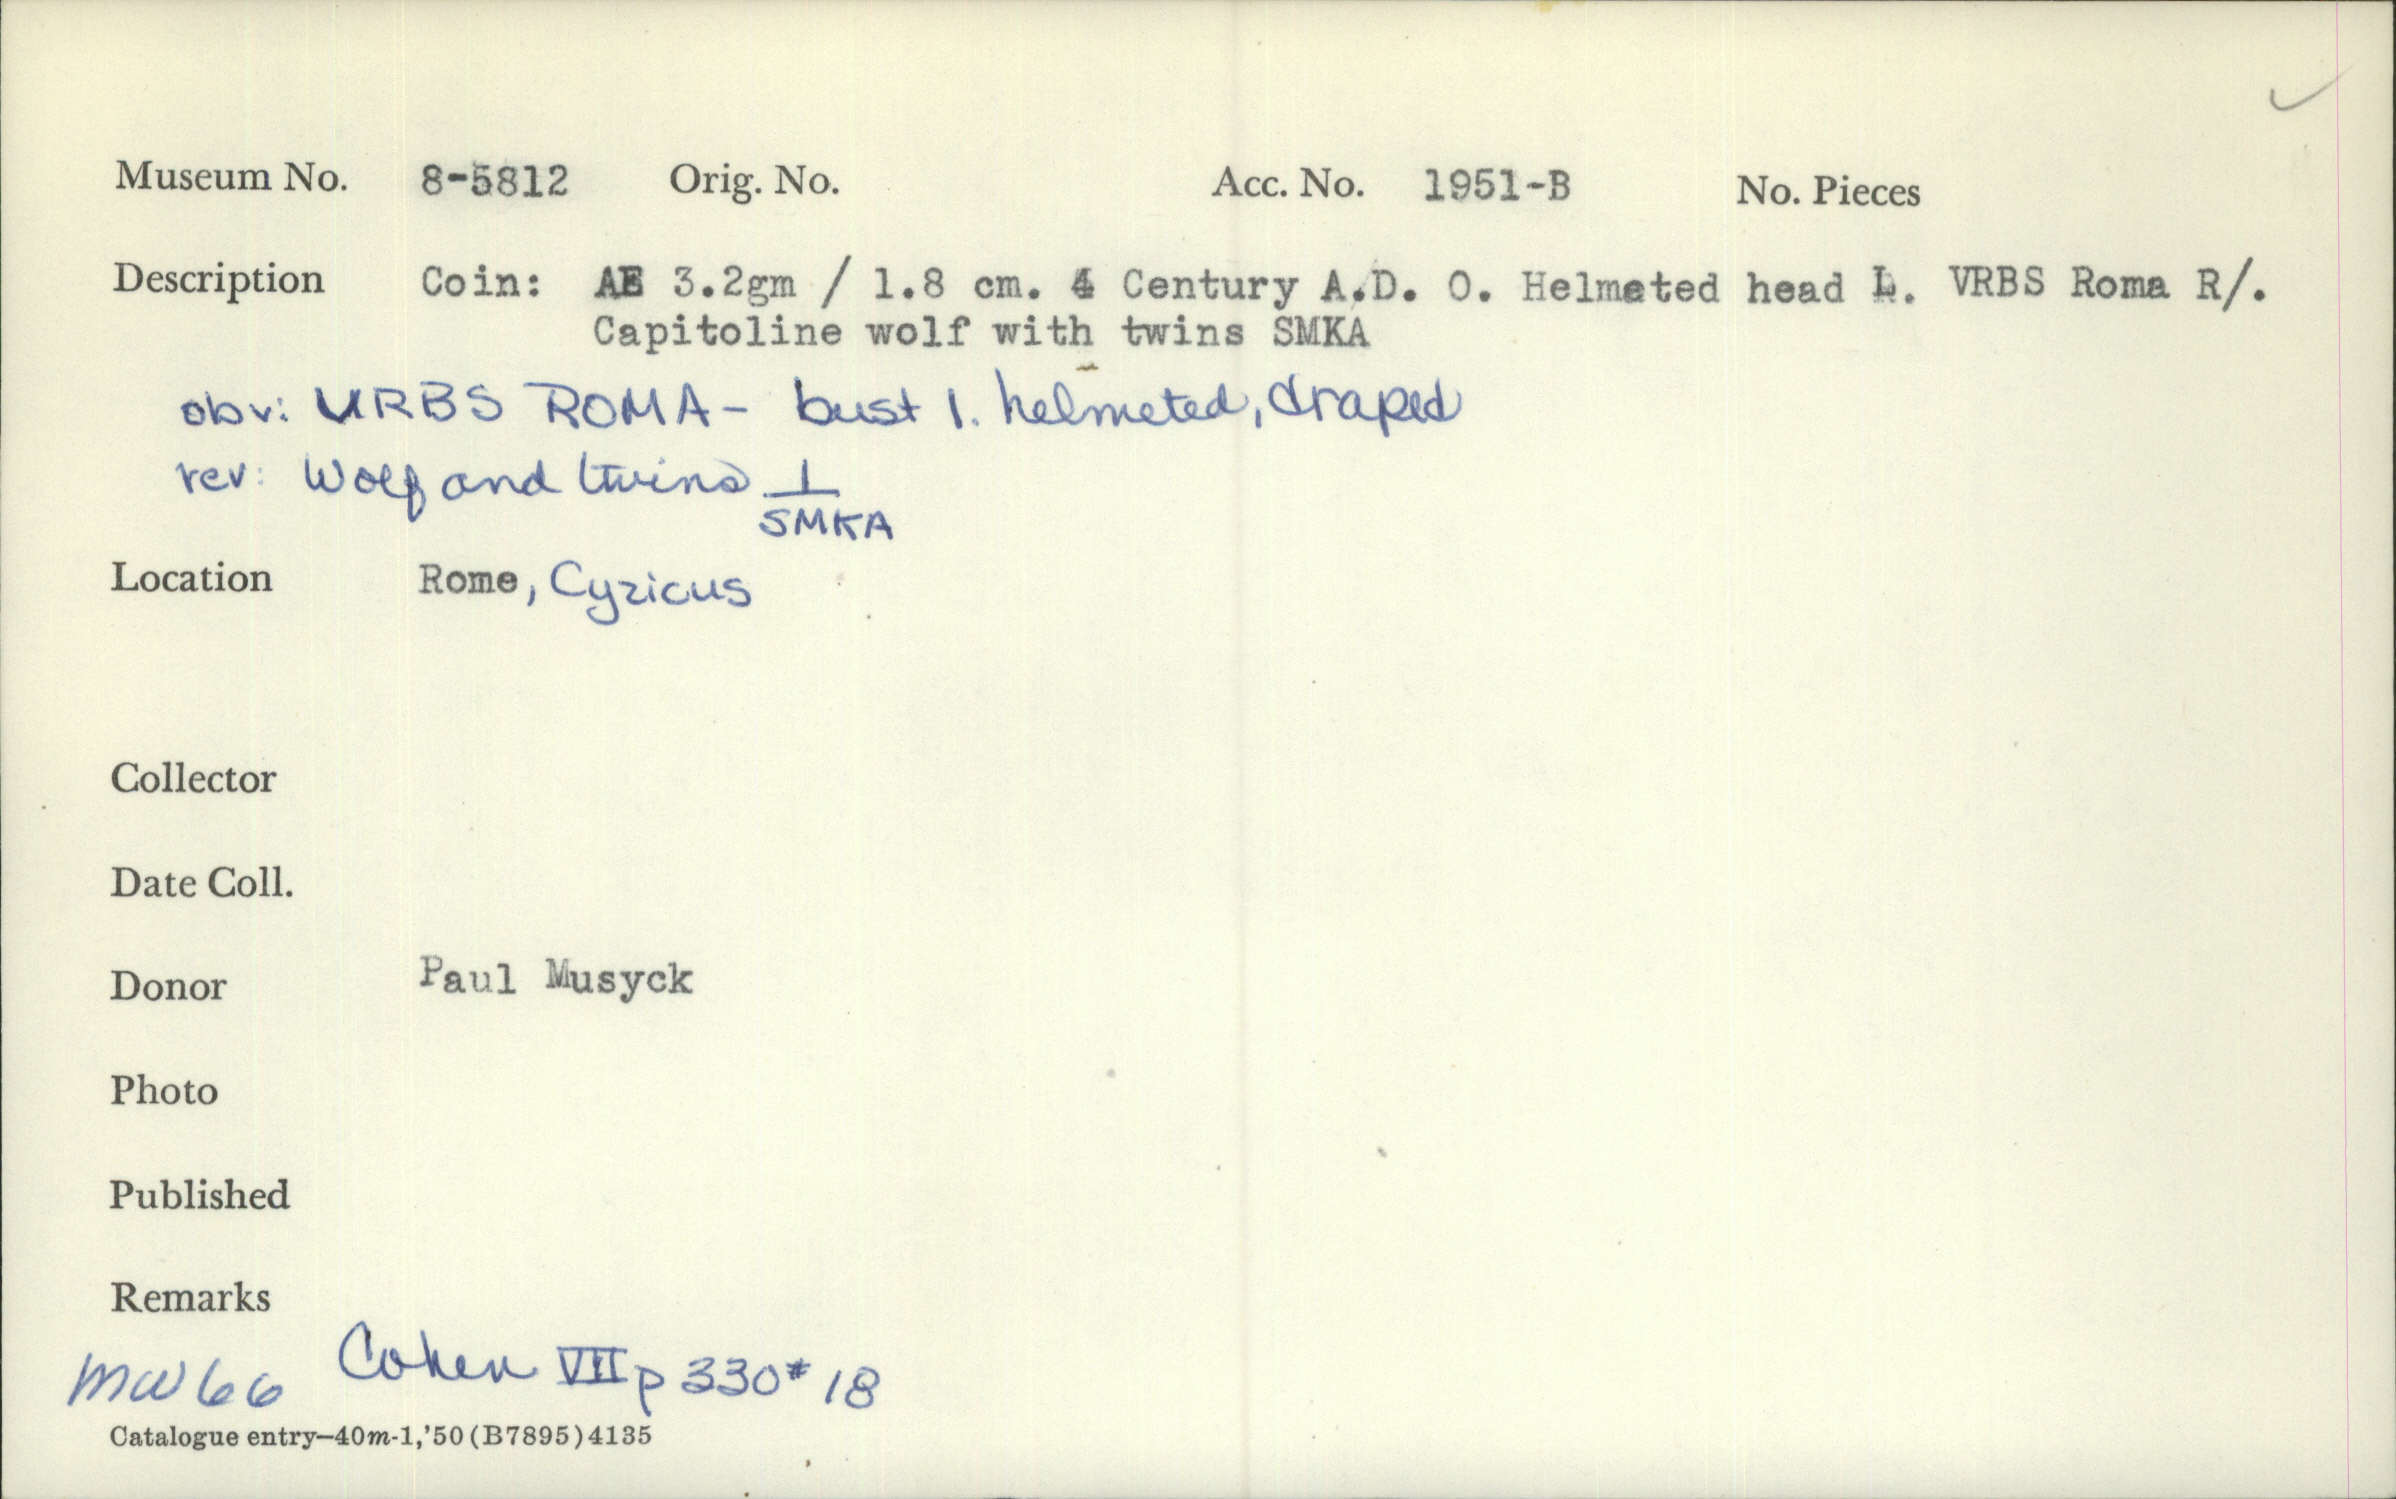 Museum No. 8-5812 Orig. No. Acc. No. 1951-B No. Pieces
Description Coin: AE 3.2gm / 1.8 cm. 4 Century A.D. O. Helmeted head L. VRBS Roma R/.
Capitoline wolf with twins SMKA
obv: URBS ROMA - bust l. helmeted, draped
rev: Wolf and twins ⊥
SMKA
Location Rome, Cyzicus
Collector
Date Coll.
Donor Paul Musyck
Photo
Published
Remarks
MW66 Cohen VII p 330 # 18
Catalogue entry—40m-1,'50(B7895)4135